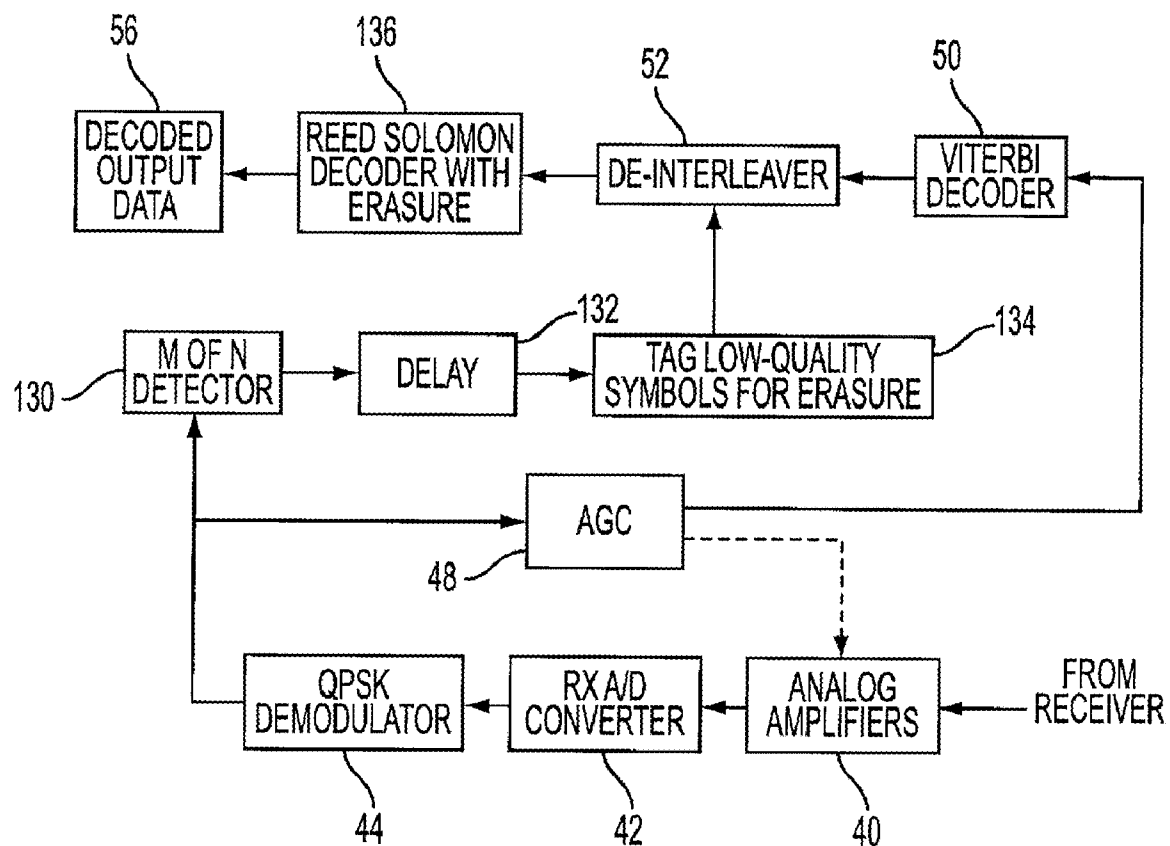 56
136
52
50
DECODED
OUTPUT
DATA
REED SOLOMON
DECODER WITH
ERASURE
DE-INTERLEAVER
VITERBI
DECODER
132
134
130
M OF N
DETECTOR
DELAY
TAG LOW-QUALITY
SYMBOLS FOR ERASURE
AGC
48
QPSK
DEMODULATOR
RX A/D
CONVERTER
ANALOG
AMPLIFIERS
FROM
RECEIVER
44
42
40